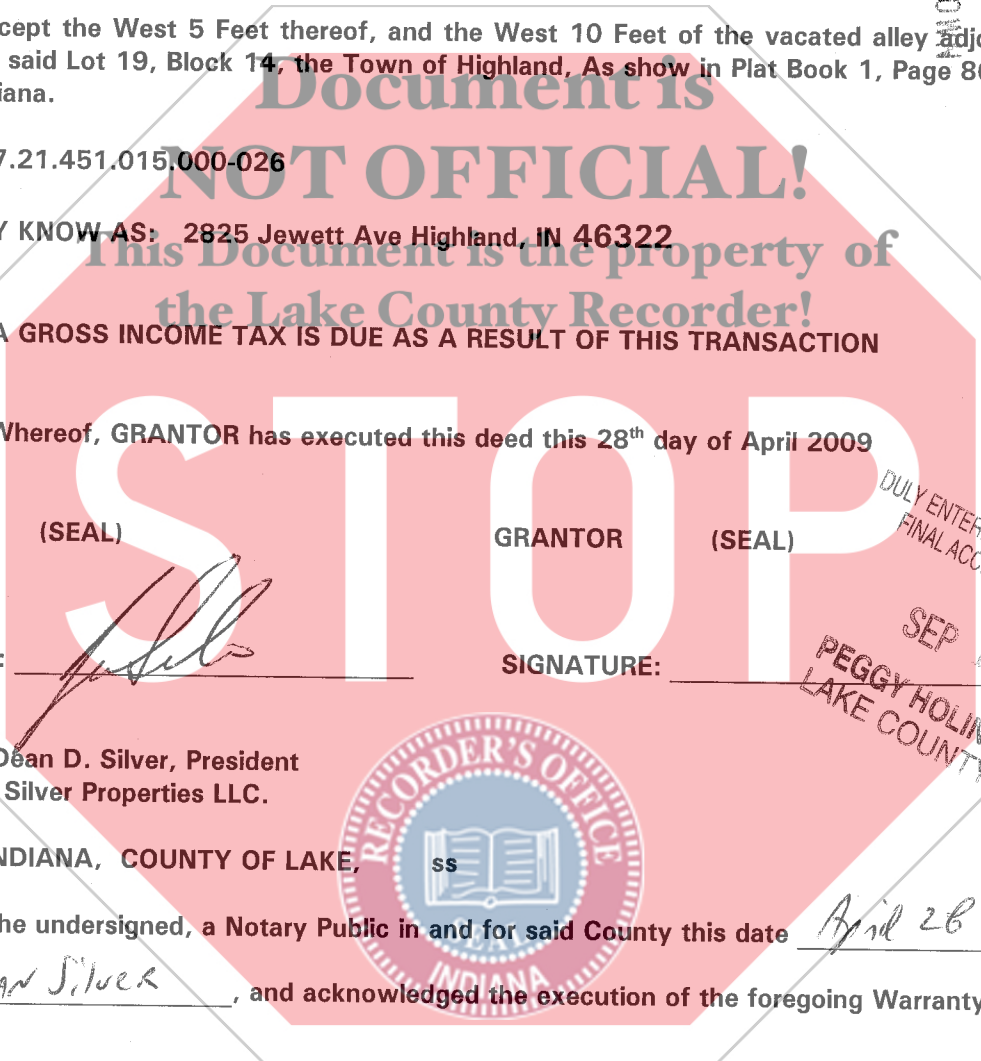 cept the West 5 Feet thereof, and the West 10 Feet of the vacated alley adjo
said Lot 19, Block 14, the Town of Highland, As show in Plat Book 1, Page 86
iana.
Document is
NOT OFFICIAL!
This Document is the property of
the Lake County Recorder!
7.21.451.015.000-026
Y KNOW AS: 2825 Jewett Ave Highland, IN 46322
A GROSS INCOME TAX IS DUE AS A RESULT OF THIS TRANSACTION
STOP
Whereof, GRANTOR has executed this deed this 28th day of April 2009
DULY ENTER
FINAL ACC
(SEAL) GRANTOR (SEAL)
SEP
PEGGY HOLIN
LAKE COUNTY
: SIGNATURE:
Dean D. Silver, President
Silver Properties LLC.
RECORDER'S OFFICE
SEAL
INDIANA
NDIANA, COUNTY OF LAKE, ss
he undersigned, a Notary Public in and for said County this date April 28
AN Silver, and acknowledged the execution of the foregoing Warranty